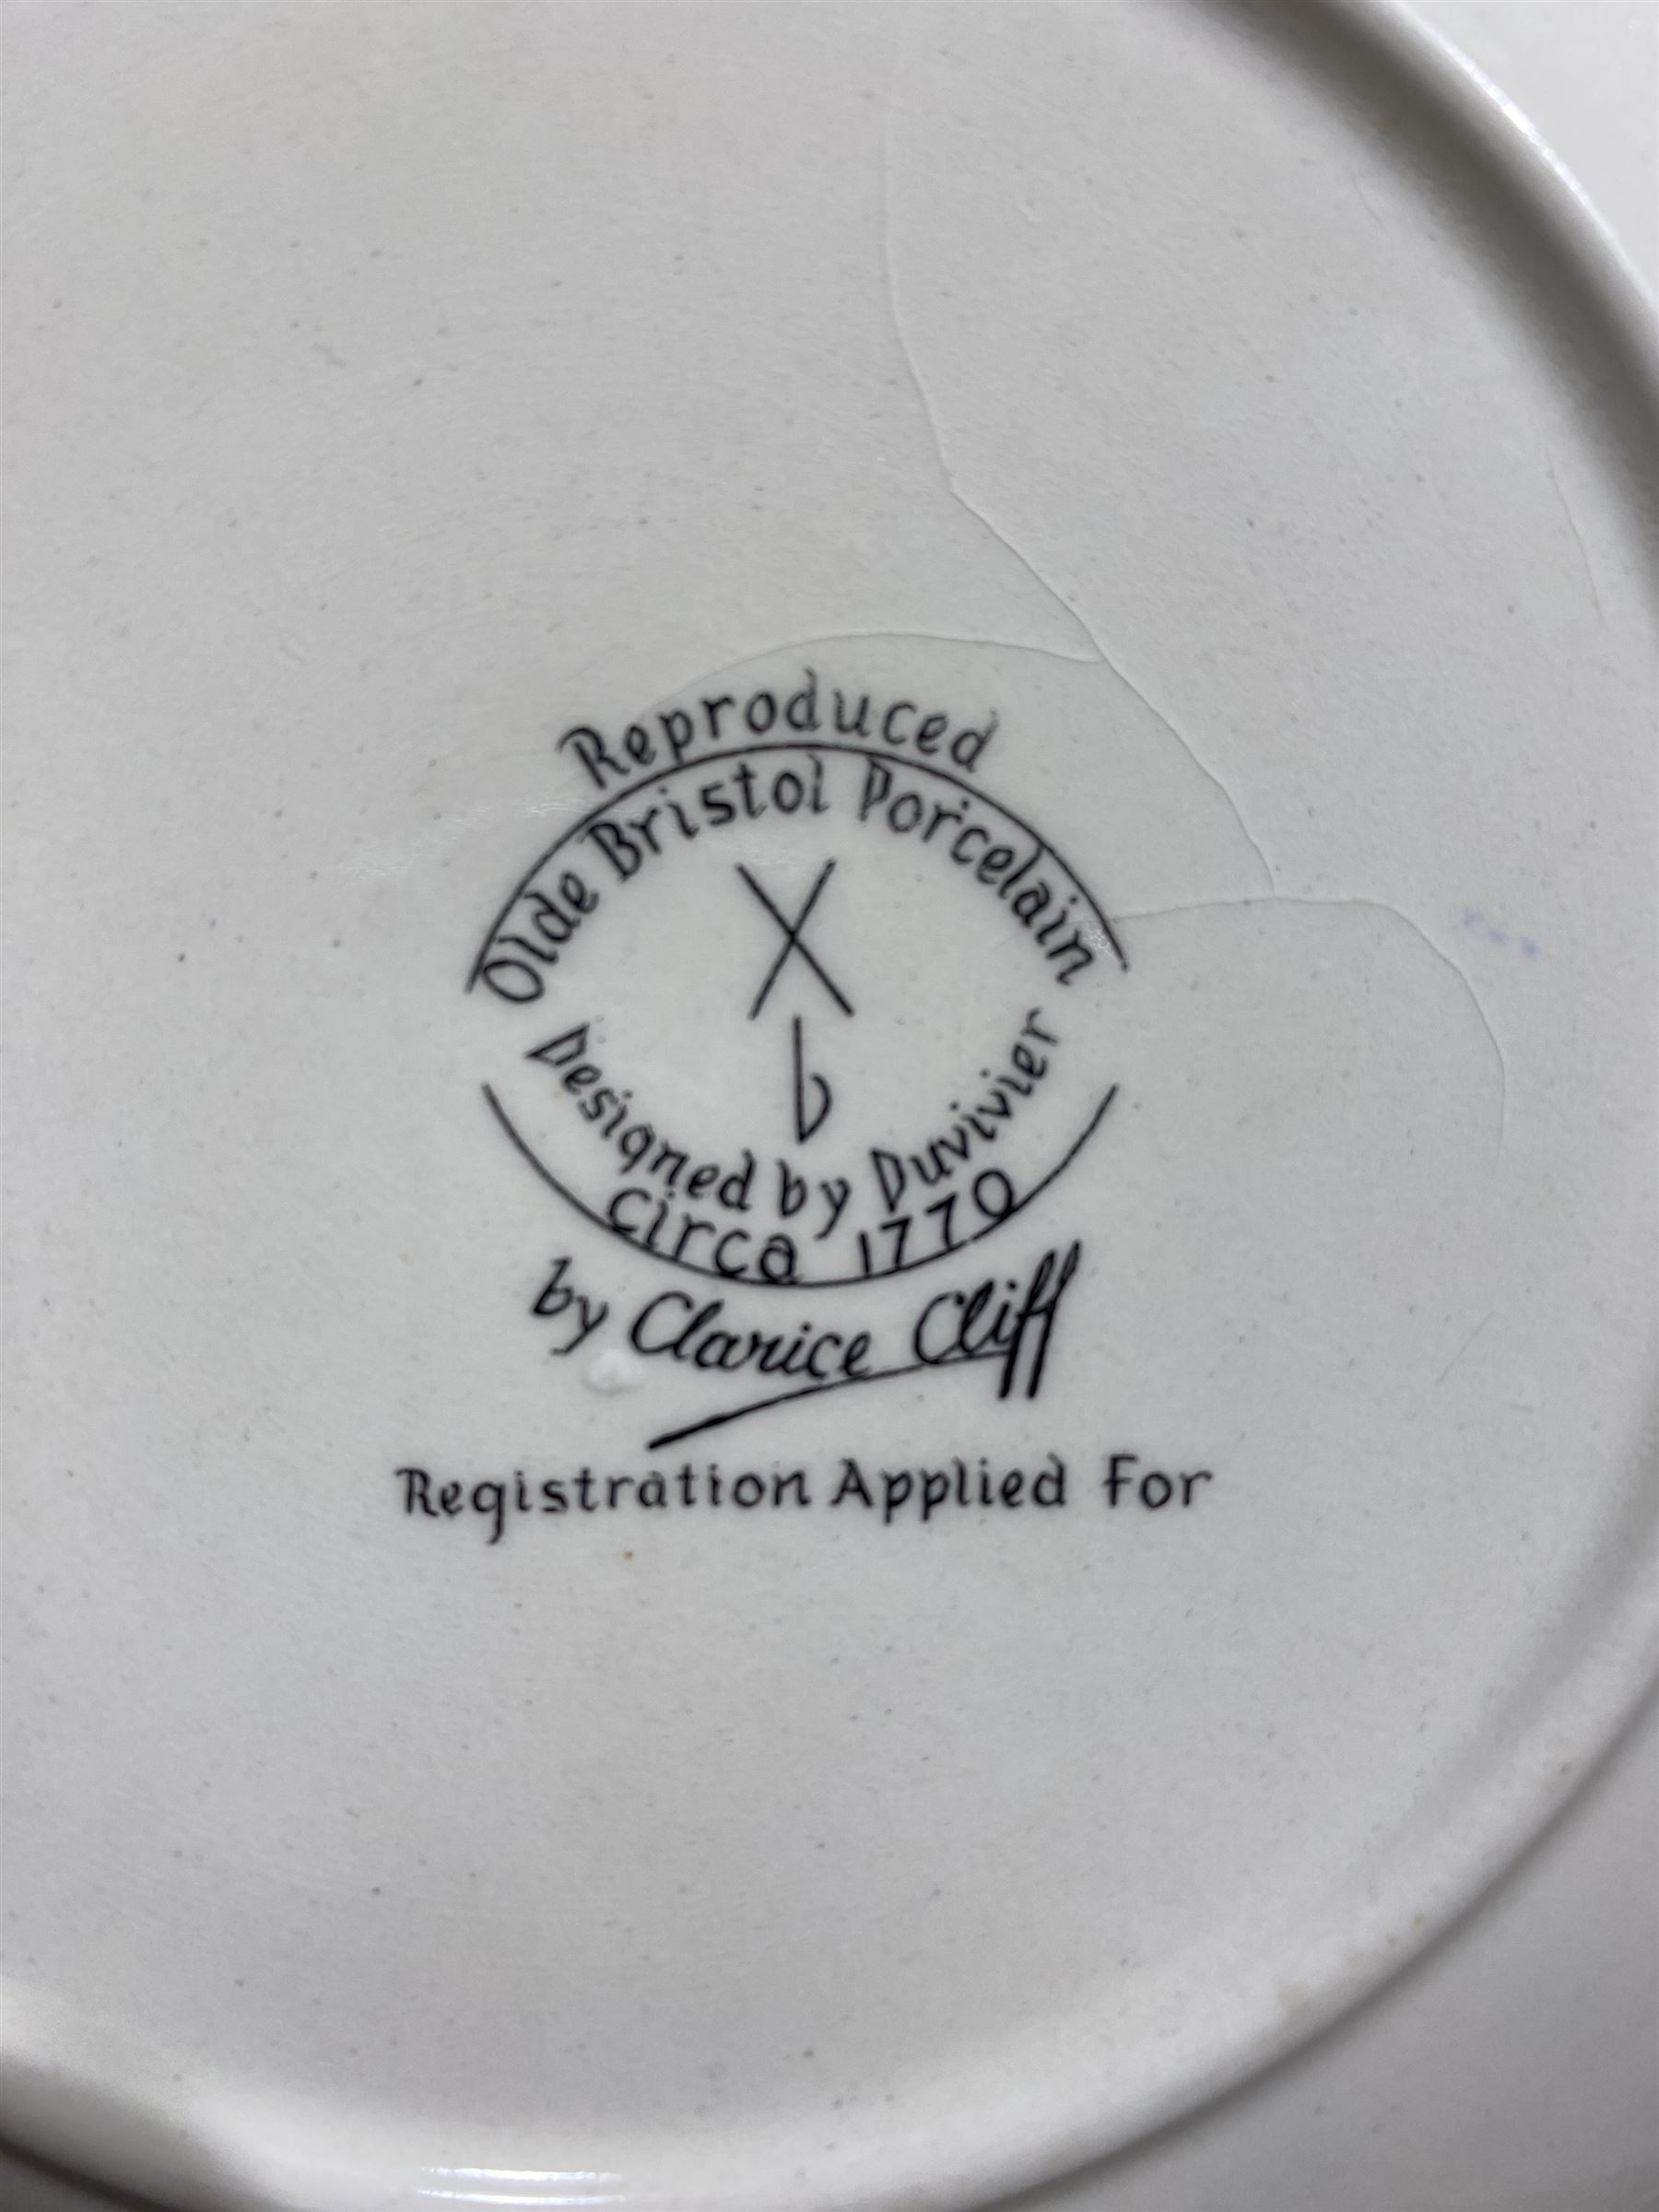 Reproduced
Olde Bristol Porcelain
X
b
Designed by Duvivier
circa 1770
by Clarice Cliff
Registration Applied For